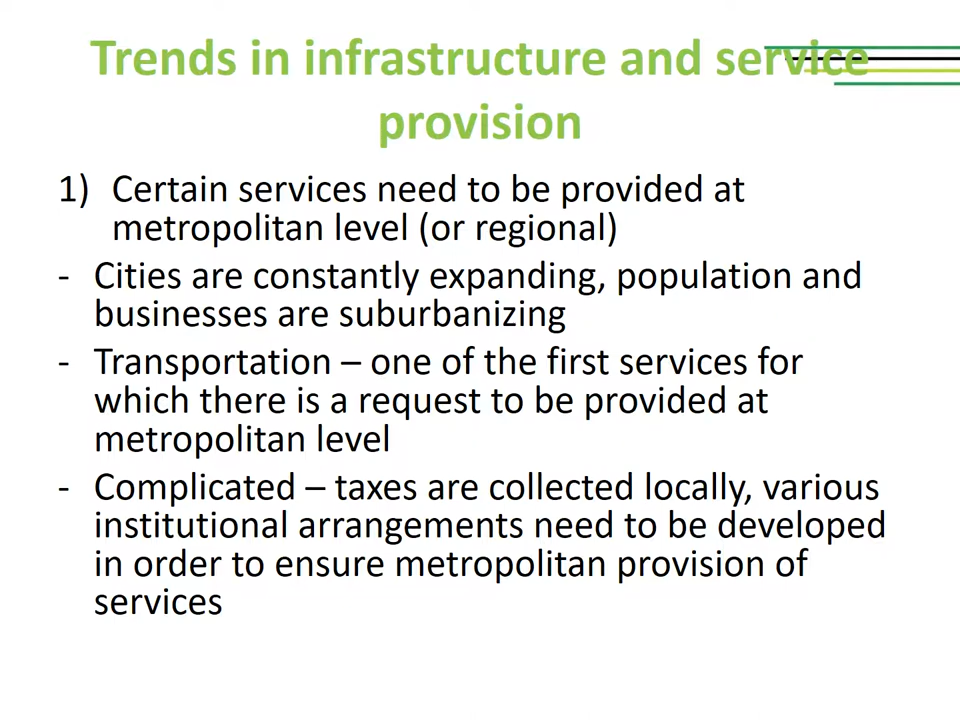 Trends in infrastructure and service
provision
1) Certain services need to be provided at
metropolitan level (or regional)
- Cities are constantly expanding, population and
businesses are suburbanizing
- Transportation – one of the first services for
which there is a request to be provided at
metropolitan level
- Complicated – taxes are collected locally, various
institutional arrangements need to be developed
in order to ensure metropolitan provision of
services